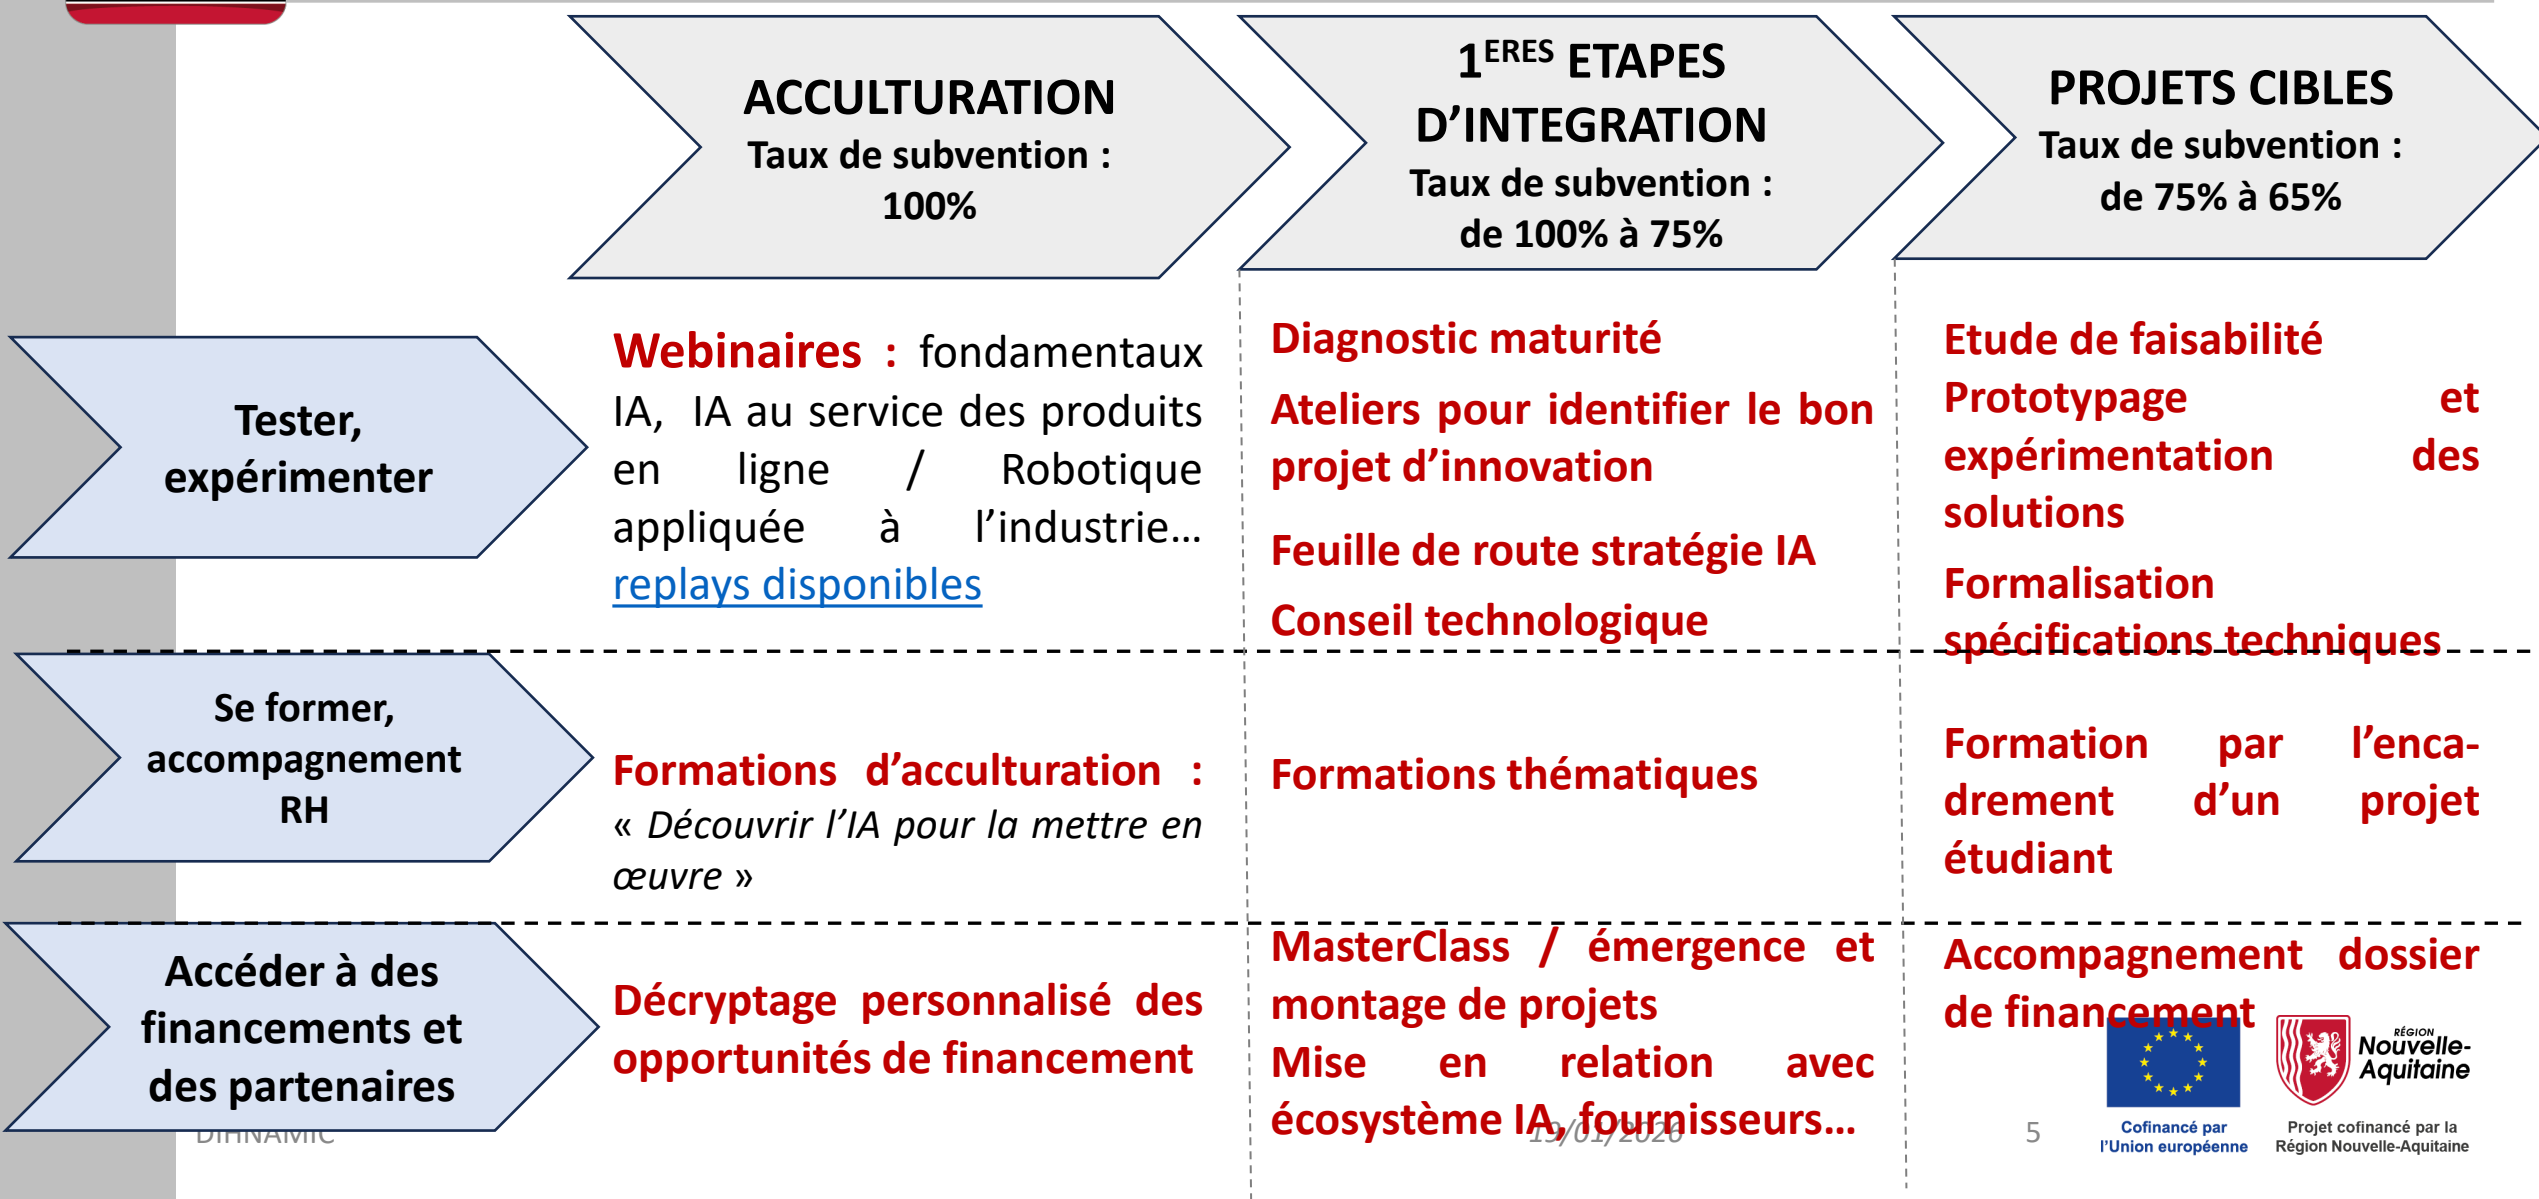 ACCULTURATION
Taux de subvention :
100%
1ERES ETAPES
D’INTEGRATION
Taux de subvention :
de 100% à 75%
PROJETS CIBLES
Taux de subvention :
de 75% à 65%
Tester,
expérimenter
Webinaires : fondamentaux
IA, IA au service des produits
en ligne / Robotique
appliquée à l’industrie…
replays disponibles
Diagnostic maturité
Ateliers pour identifier le bon
projet d’innovation
Feuille de route stratégie IA
Conseil technologique
Etude de faisabilité
Prototypage et
expérimentation des
solutions
Formalisation
spécifications techniques
Se former,
accompagnement
RH
Formations d’acculturation :
« Découvrir l’IA pour la mettre en
œuvre »
Formations thématiques
Formation par l’enca-
drement d’un projet
étudiant
Accéder à des
financements et
des partenaires
Décryptage personnalisé des
opportunités de financement
MasterClass / émergence et
montage de projets
Mise en relation avec
écosystème IA, fournisseurs…
Accompagnement dossier
de financement
DIHNAMIC
19/01/2026
5
Cofinancé par
l’Union européenne
RÉGION
Nouvelle-
Aquitaine
Projet cofinancé par la
Région Nouvelle-Aquitaine